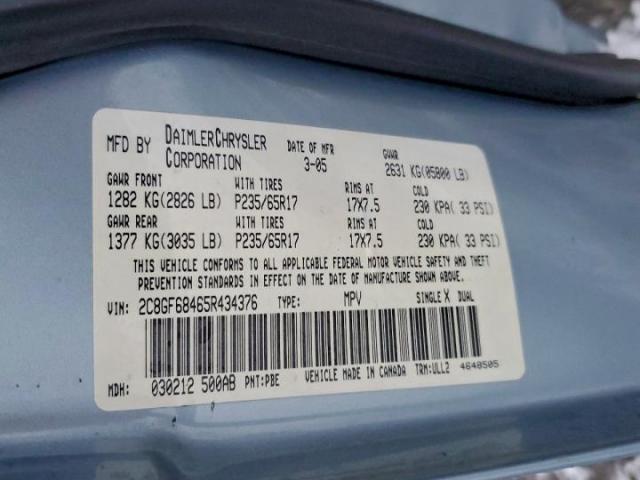 MFD BY DAIMLERCHRYSLER CORPORATION DATE OF MFR 3-05 GVWR 2631 KG(05800 LB)
GAWR FRONT WITH TIRES RIMS AT COLD
1282 KG(2826 LB) P235/65R17 17X7.5 230 KPA( 33 PSI)
GAWR REAR WITH TIRES RIMS AT COLD
1377 KG(3035 LB) P235/65R17 17X7.5 230 KPA( 33 PSI)
THIS VEHICLE CONFORMS TO ALL APPLICABLE FEDERAL MOTOR VEHICLE SAFETY AND THEFT
PREVENTION STANDARDS IN EFFECT ON THE DATE OF MANUFACTURE SHOWN ABOVE.
VIN: 2C8GF68465R434376 TYPE: MPV SINGLE X DUAL
MDH: 030212 500AB PNT:PBE VEHICLE MADE IN CANADA TRM:ULL2 4648505